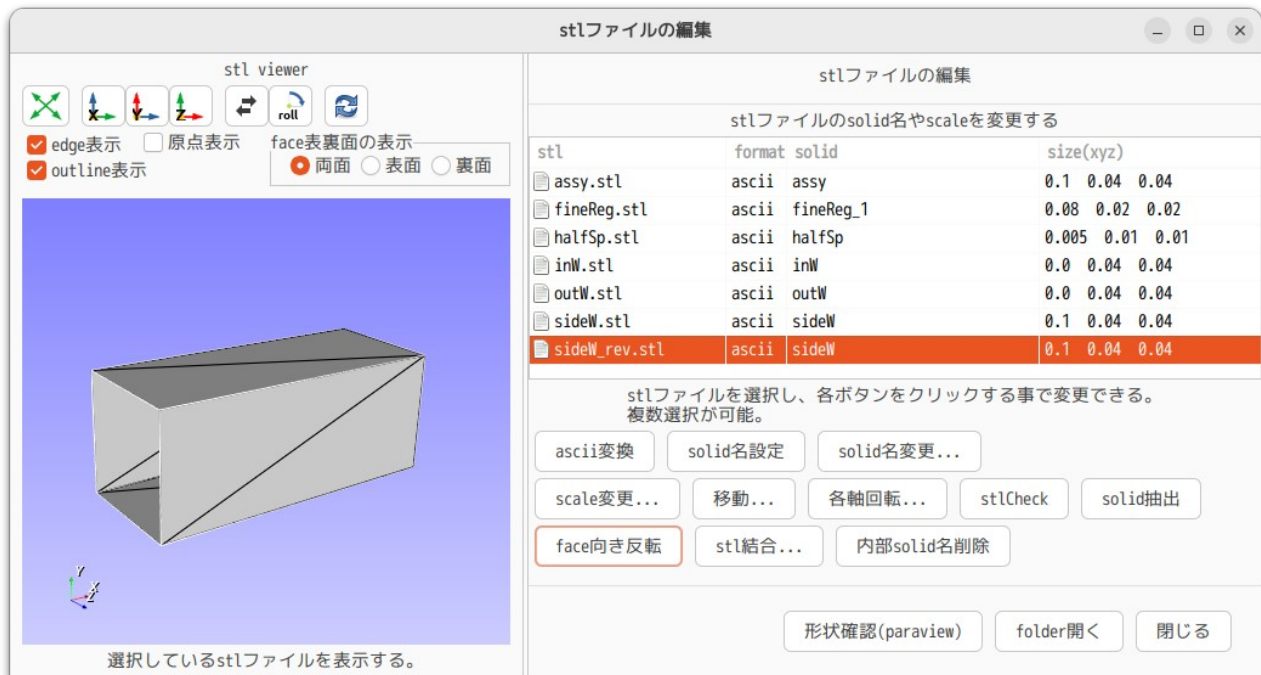 stlファイルの編集
stl viewer
X
Y
Z
roll
edge表示
原点表示
outline表示
face表裏面の表示
両面
表面
裏面
Y
X
Z
選択しているstlファイルを表示する。
stlファイルの編集
stlファイルのsolid名やscaleを変更する
stl format solid size(xyz)
assy.stl ascii assy 0.1 0.04 0.04
fineReg.stl ascii fineReg_1 0.08 0.02 0.02
halfSp.stl ascii halfSp 0.005 0.01 0.01
inW.stl ascii inW 0.0 0.04 0.04
outW.stl ascii outW 0.0 0.04 0.04
sideW.stl ascii sideW 0.1 0.04 0.04
sideW_rev.stl ascii sideW 0.1 0.04 0.04
stlファイルを選択し、各ボタンをクリックする事で変更できる。
複数選択が可能。
ascii変換 solid名設定 solid名変更...
scale変更... 移動... 各軸回転... stlCheck solid抽出
face向き反転 stl結合... 内部solid名削除
形状確認(paraview) folder開く 閉じる